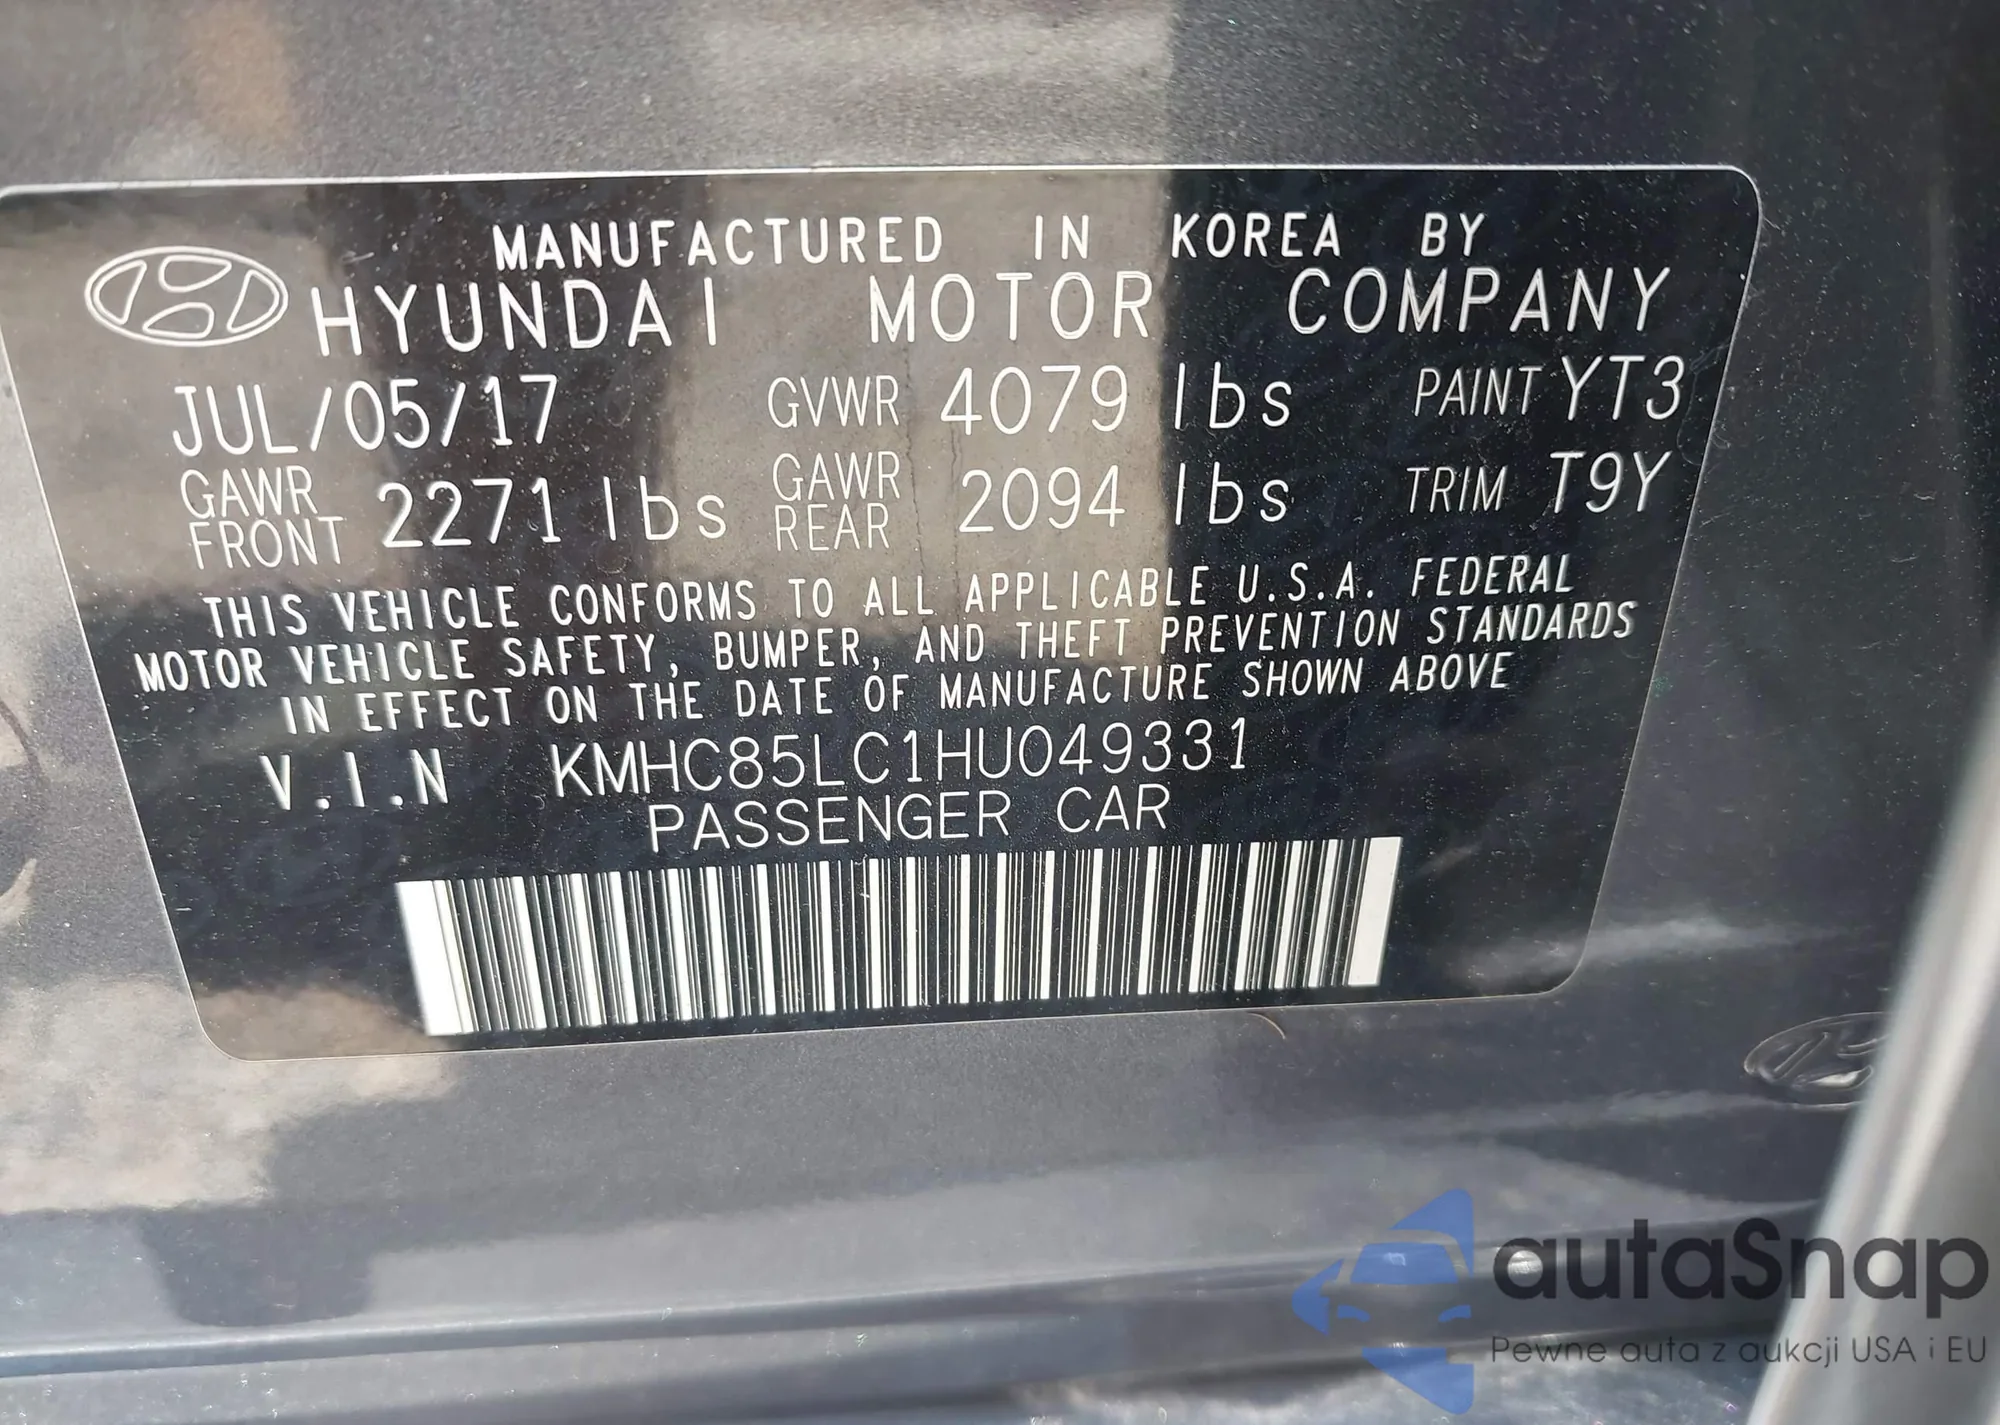 MANUFACTURED IN KOREA BY
HYUNDAI MOTOR COMPANY
JUL/05/17 GVWR 4079 lbs PAINT YT3
GAWR FRONT 2271 lbs GAWR REAR 2094 lbs TRIM T9Y
THIS VEHICLE CONFORMS TO ALL APPLICABLE U.S.A. FEDERAL
MOTOR VEHICLE SAFETY, BUMPER, AND THEFT PREVENTION STANDARDS
IN EFFECT ON THE DATE OF MANUFACTURE SHOWN ABOVE
V.I.N KMHC85LC1HU049331
PASSENGER CAR
autaSnap
Pewne auta z aukcji USA i EU